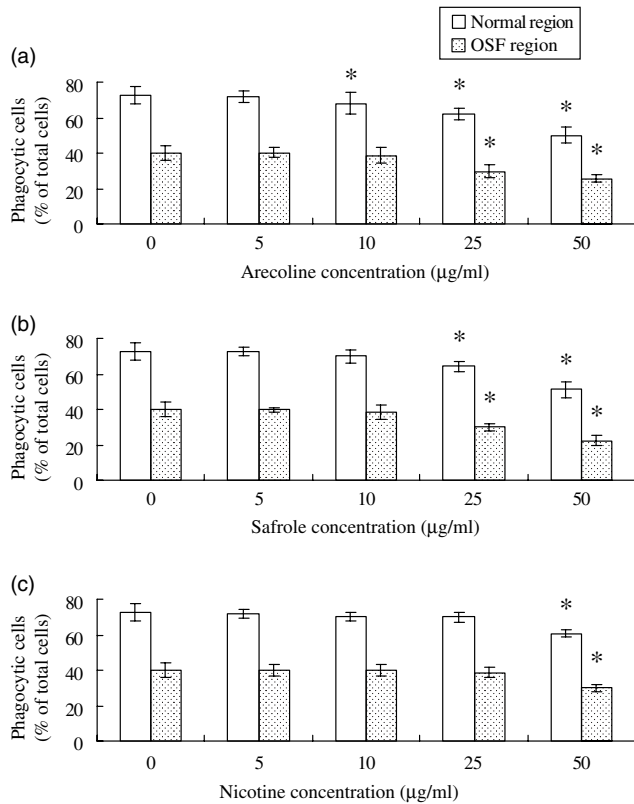 Normal region
OSF region
(a)
Phagocytic cells
(% of total cells)
80
60
40
20
0
* * * * *
0 5 10 25 50
Arecoline concentration (μg/ml)
(b)
Phagocytic cells
(% of total cells)
80
60
40
20
0
* * * *
0 5 10 25 50
Safrole concentration (μg/ml)
(c)
Phagocytic cells
(% of total cells)
80
60
40
20
0
* *
0 5 10 25 50
Nicotine concentration (μg/ml)